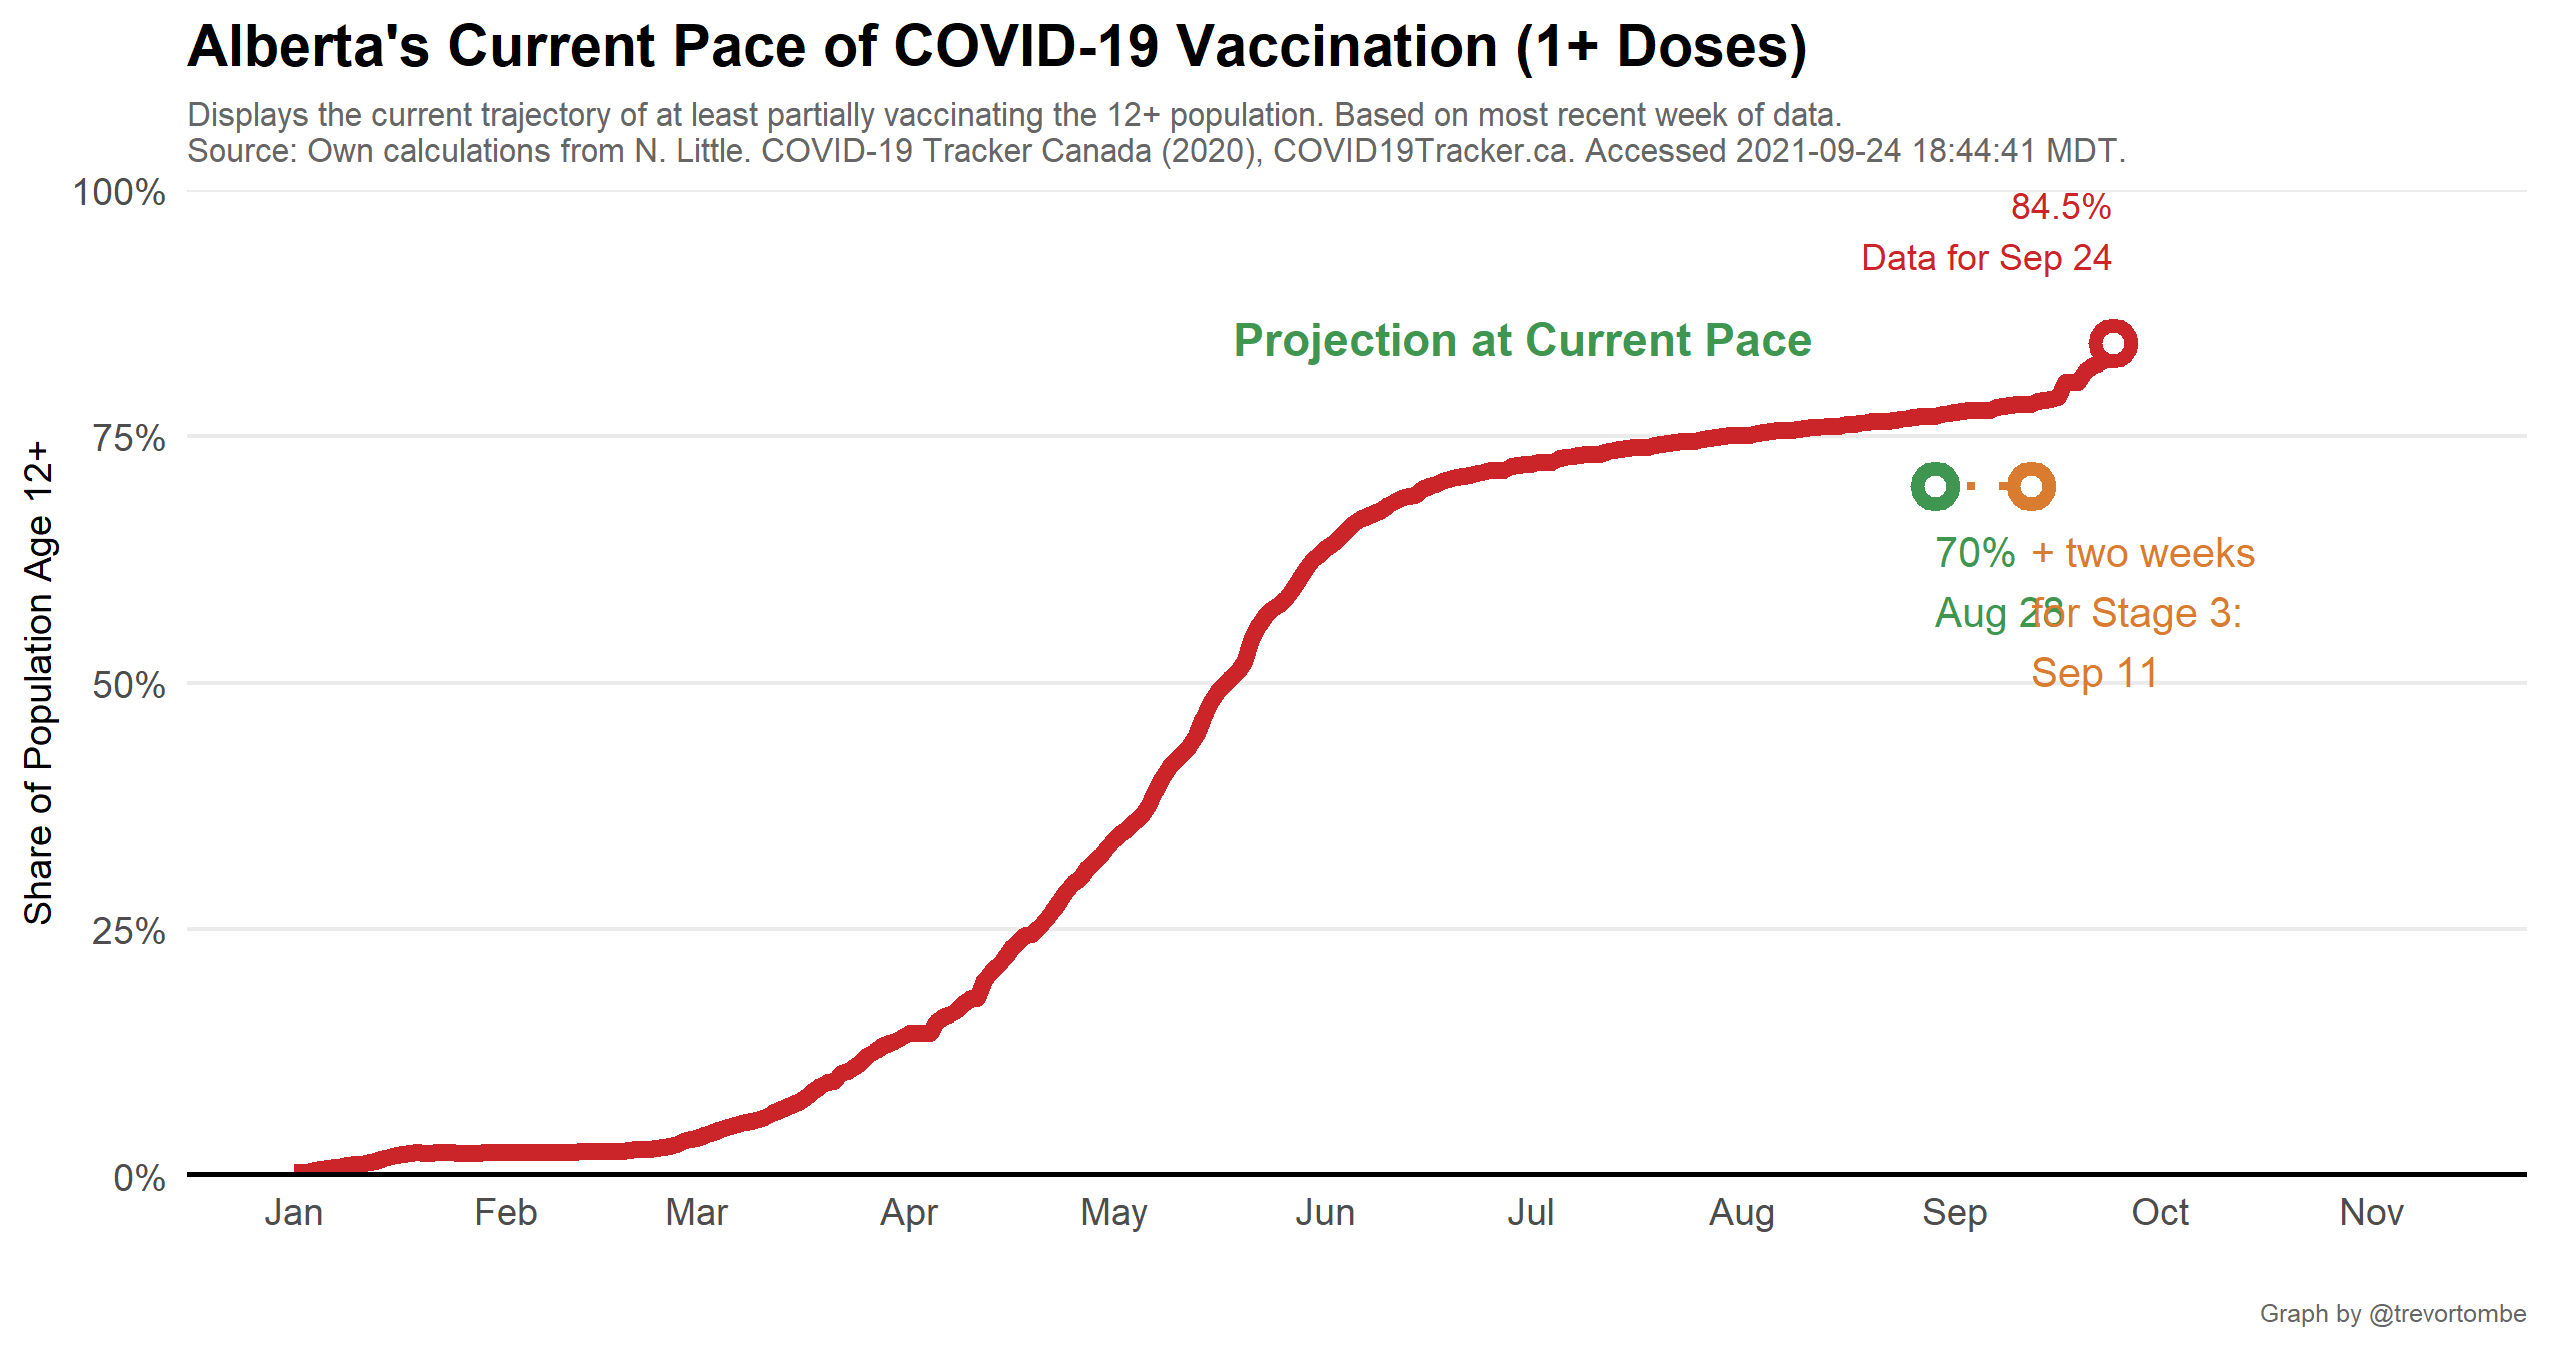 Alberta's Current Pace of COVID-19 Vaccination (1+ Doses)
Displays the current trajectory of at least partially vaccinating the 12+ population. Based on most recent week of data.
Source: Own calculations from N. Little. COVID-19 Tracker Canada (2020), COVID19Tracker.ca. Accessed 2021-09-24 18:44:41 MDT.
100%
84.5%
Data for Sep 24
Projection at Current Pace
75%
70%
Aug 28
+ two weeks
for Stage 3:
Sep 11
Share of Population Age 12+
50%
25%
0%
Jan Feb Mar Apr May Jun Jul Aug Sep Oct Nov
Graph by @trevortombe